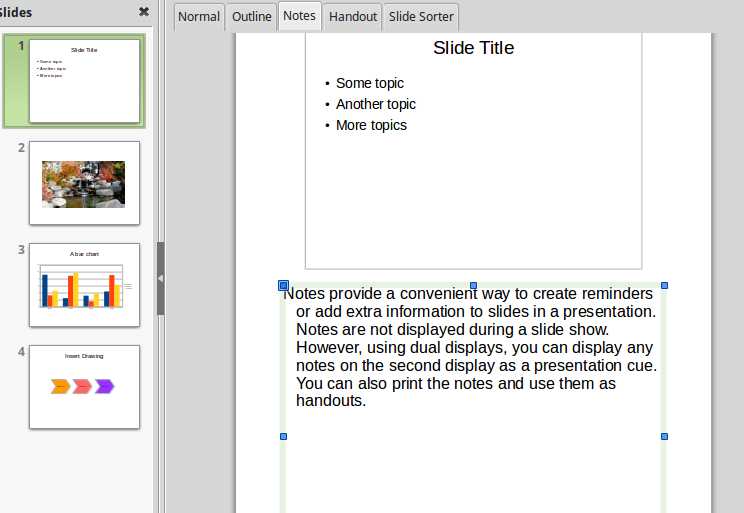 Slides
Normal Outline Notes Handout Slide Sorter
1
Slide Title
• Some topic
• Another topic
• More topics
2
3
A bar chart
4
Insert Drawing
Slide Title
• Some topic
• Another topic
• More topics
Notes provide a convenient way to create reminders
or add extra information to slides in a presentation.
Notes are not displayed during a slide show.
However, using dual displays, you can display any
notes on the second display as a presentation cue.
You can also print the notes and use them as
handouts.